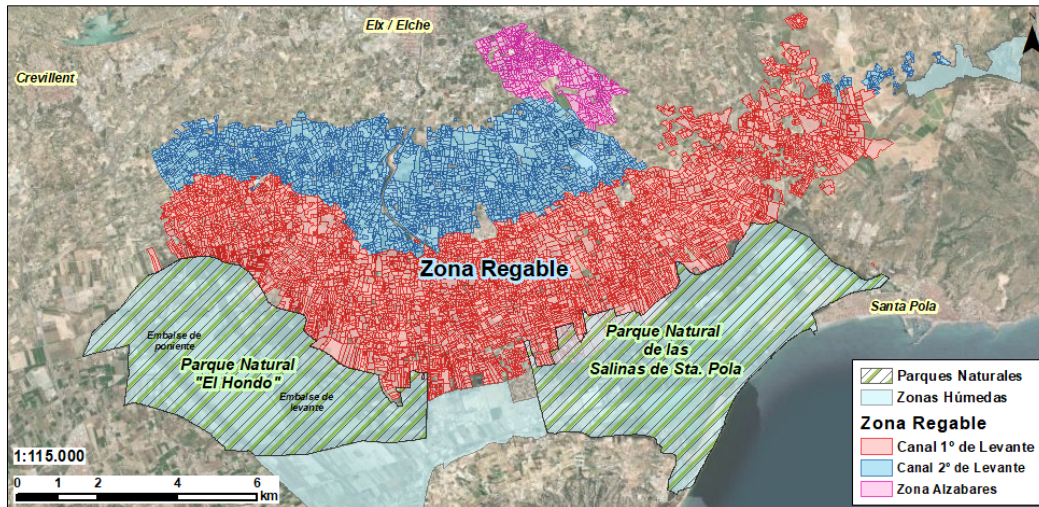 Elx / Elche
N
Crevillent
Zona Regable
Santa Pola
Embalse de
poniente
Parque Natural
"El Hondo"
Embalse de
levante
Parque Natural
de las
Salinas de Sta. Pola
1:115.000
0 1 2 4 6
km
Parques Naturales
Zonas Húmedas
Zona Regable
Canal 1º de Levante
Canal 2º de Levante
Zona Alzabares